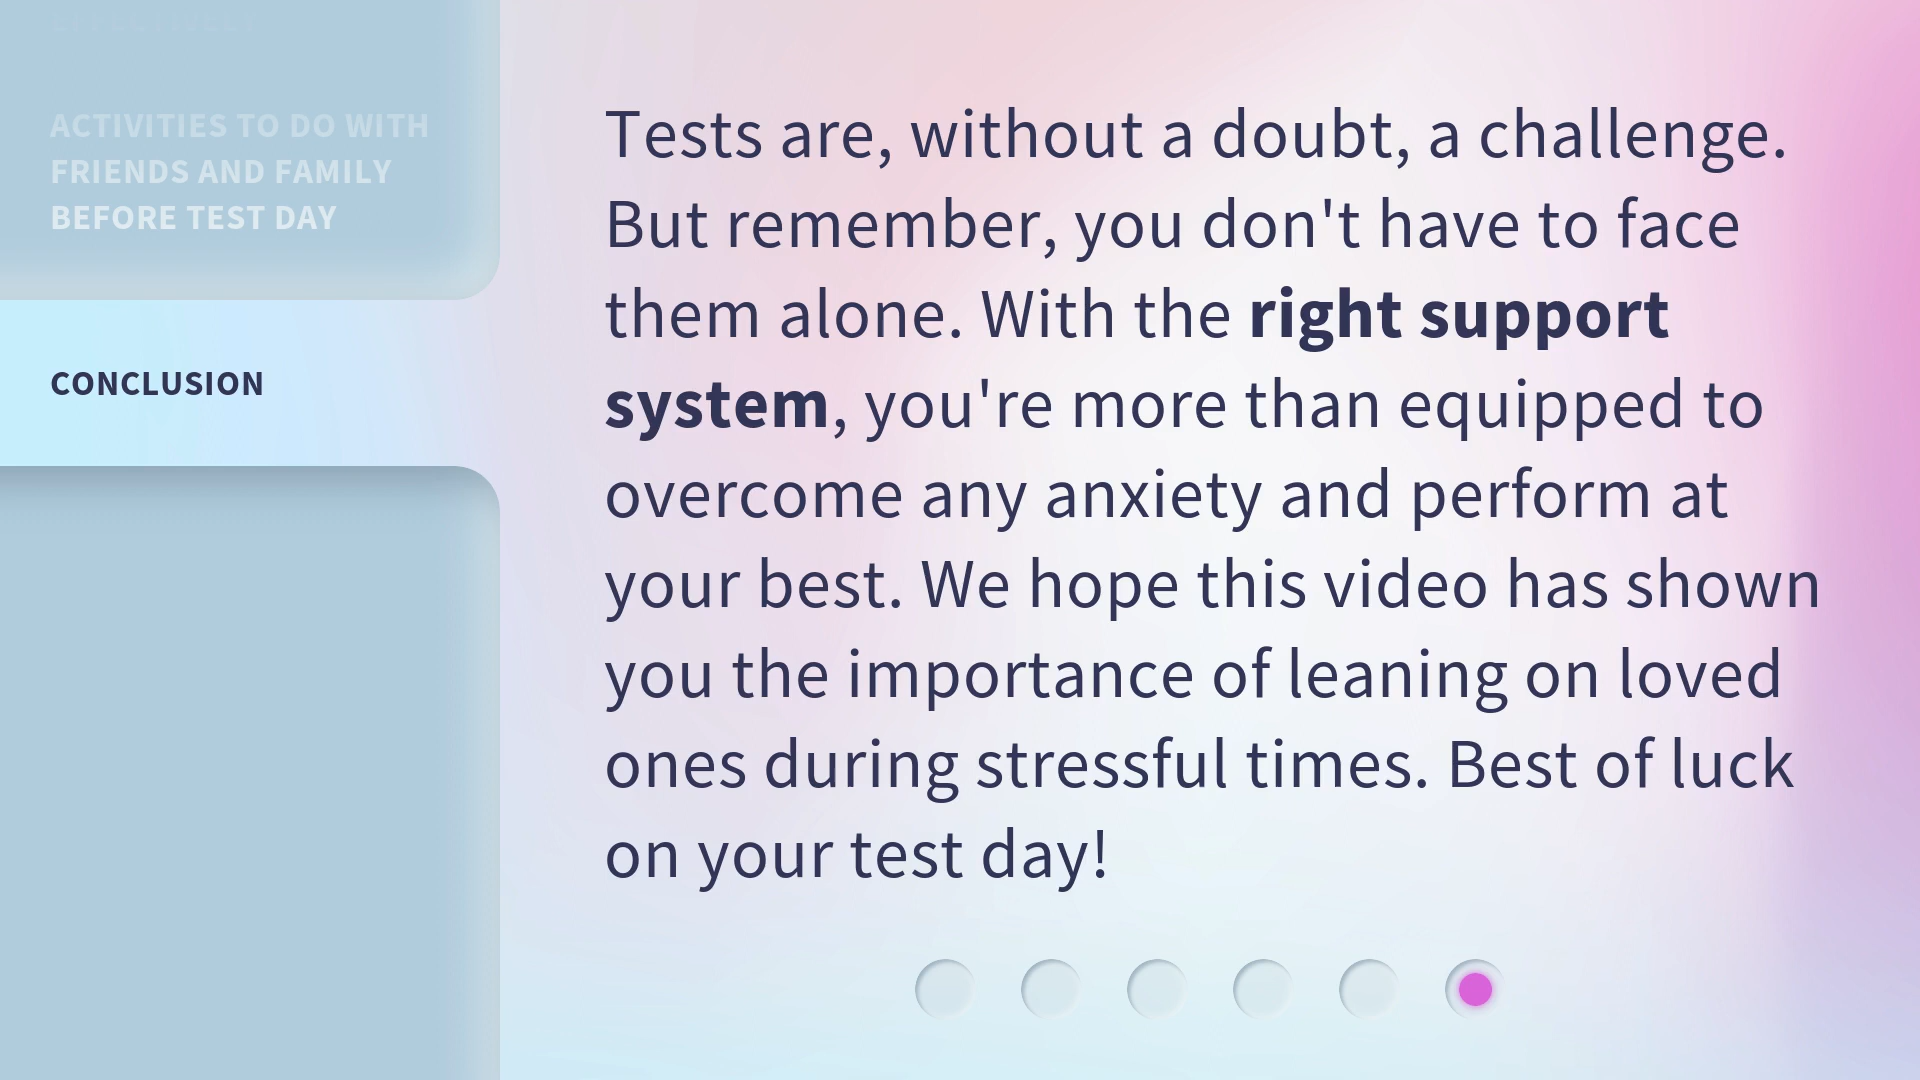 ACTIVITIES TO DO WITH
FRIENDS AND FAMILY
BEFORE TEST DAY
CONCLUSION
Tests are, without a doubt, a challenge.
But remember, you don't have to face
them alone. With the right support
system, you're more than equipped to
overcome any anxiety and perform at
your best. We hope this video has shown
you the importance of leaning on loved
ones during stressful times. Best of luck
on your test day!